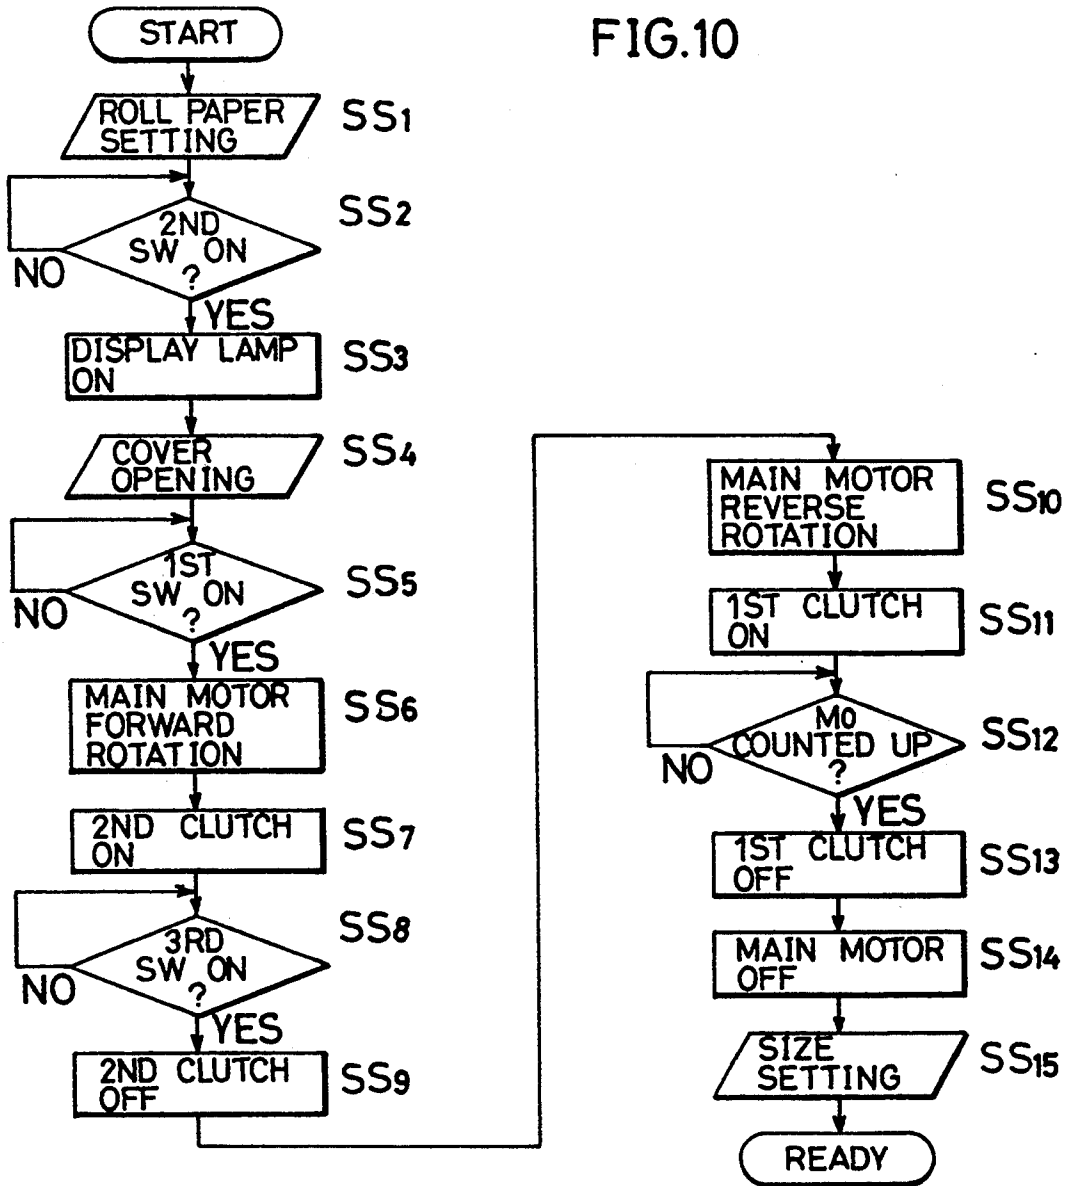 FIG.10
START
ROLL PAPER
SETTING
SS1
2ND
SW ON
?
SS2
NO
YES
DISPLAY LAMP
ON
SS3
COVER
OPENING
SS4
1ST
SW ON
?
SS5
NO
YES
MAIN MOTOR
FORWARD
ROTATION
SS6
2ND CLUTCH
ON
SS7
3RD
SW ON
?
SS8
NO
YES
2ND CLUTCH
OFF
SS9
MAIN MOTOR
REVERSE
ROTATION
SS10
1ST CLUTCH
ON
SS11
M0
COUNTED UP
?
SS12
NO
YES
1ST CLUTCH
OFF
SS13
MAIN MOTOR
OFF
SS14
SIZE
SETTING
SS15
READY